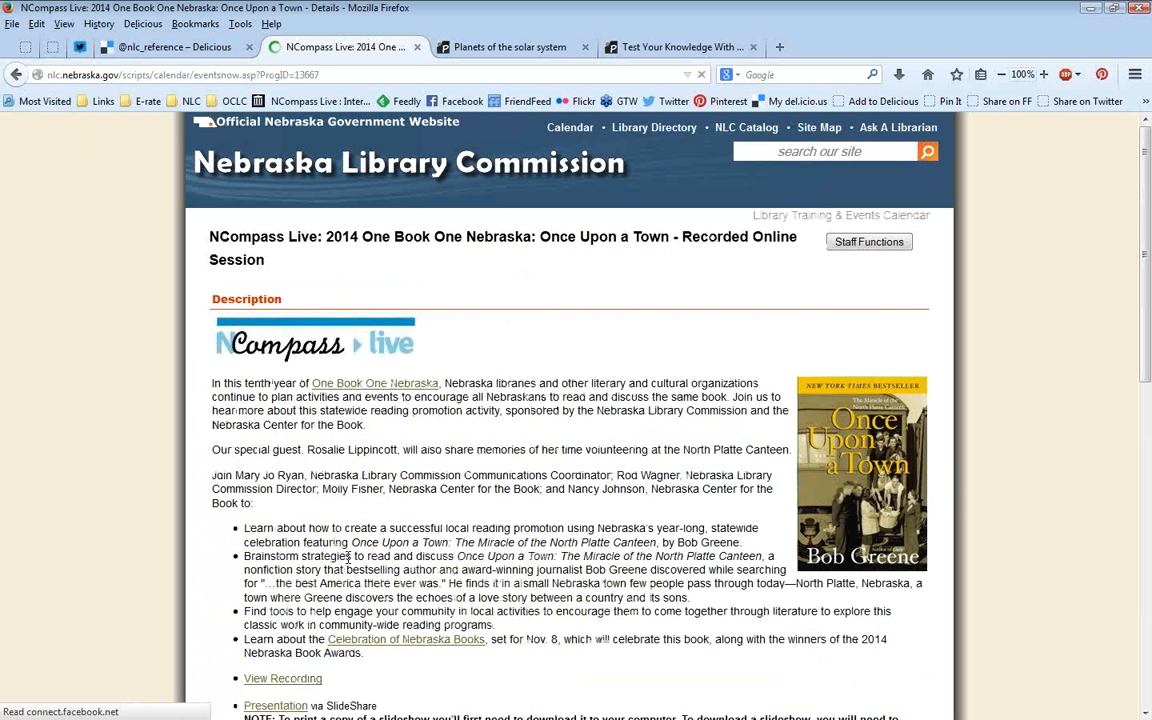 NCompass Live: 2014 One Book One Nebraska: Once Upon a Town - Details - Mozilla Firefox
File Edit View History Delicious Bookmarks Tools Help
@nlc_reference – Delicious × NCompass Live: 2014 One ... × Planets of the solar system × Test Your Knowledge With ... × +
nlc.nebraska.gov/scripts/calendar/eventsnow.asp?ProgID=13667 Google 100%
Most Visited Links E-rate NLC OCLC NCompass Live : Inter... Feedly Facebook FriendFeed Flickr GTW Twitter Pinterest My del.icio.us Add to Delicious Pin It Share on FF Share on Twitter »
Official Nebraska Government Website
Calendar • Library Directory • NLC Catalog • Site Map • Ask A Librarian
Nebraska Library Commission
search our site
Library Training & Events Calendar
NCompass Live: 2014 One Book One Nebraska: Once Upon a Town - Recorded Online
Session
Staff Functions
Description
NCompass live
In this tenth year of One Book One Nebraska, Nebraska libranes and other literary and cultural organizations
continue to plan activities and events to encourage all Nebraskans to read and discuss the same book. Join us to
hear more about this statewide reading promotion activity, sponsored by the Nebraska Library Commission and the
Nebraska Center for the Book.
Our special guest, Rosalie Lippincott, will also share memories of her time volunteering at the North Platte Canteen.
Join Mary Jo Ryan, Nebraska Library Commission Communications Coordinator; Rod Wagner, Nebraska Library
Commission Director; Molly Fisher, Nebraska Center for the Book; and Nancy Johnson, Nebraska Center for the
Book to:
NEW YORK TIMES BESTSELLER
The Miracle of the
North Platte Canteen
Once
Upon
a Town
Bob Greene
• Learn about how to create a successful local reading promotion using Nebraska's year-long, statewide
celebration featuring Once Upon a Town: The Miracle of the North Platte Canteen, by Bob Greene.
• Brainstorm strategies to read and discuss Once Upon a Town: The Miracle of the North Platte Canteen, a
nonfiction story that bestselling author and award-winning journalist Bob Greene discovered while searching
for "...the best America there ever was." He finds it in a small Nebraska town few people pass through today—North Platte, Nebraska, a
town where Greene discovers the echoes of a love story between a country and its sons.
• Find tools to help engage your community in local activities to encourage them to come together through literature to explore this
classic work in community-wide reading programs.
• Learn about the Celebration of Nebraska Books, set for Nov. 8, which will celebrate this book, along with the winners of the 2014
Nebraska Book Awards.
• View Recording
• Presentation via SlideShare
NOTE: To print a copy of a slideshow you'll first need to download it to your computer. To download a slideshow, you will need to
Read connect.facebook.net